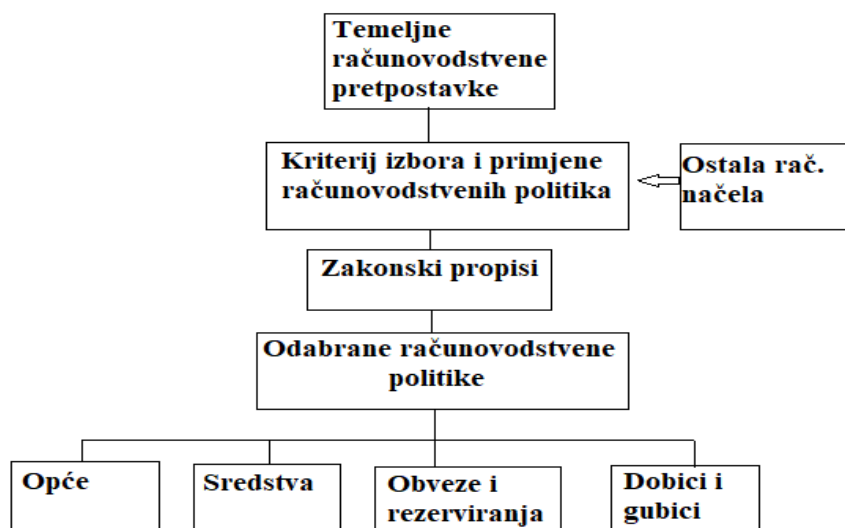 Temeljne
računovodstvene
pretpostavke
Kriterij izbora i primjene
računovodstvenih politika
Ostala rač.
načela
Zakonski propisi
Odabrane računovodstvene
politike
Opće
Sredstva
Obveze i
rezerviranja
Dobici i
gubici